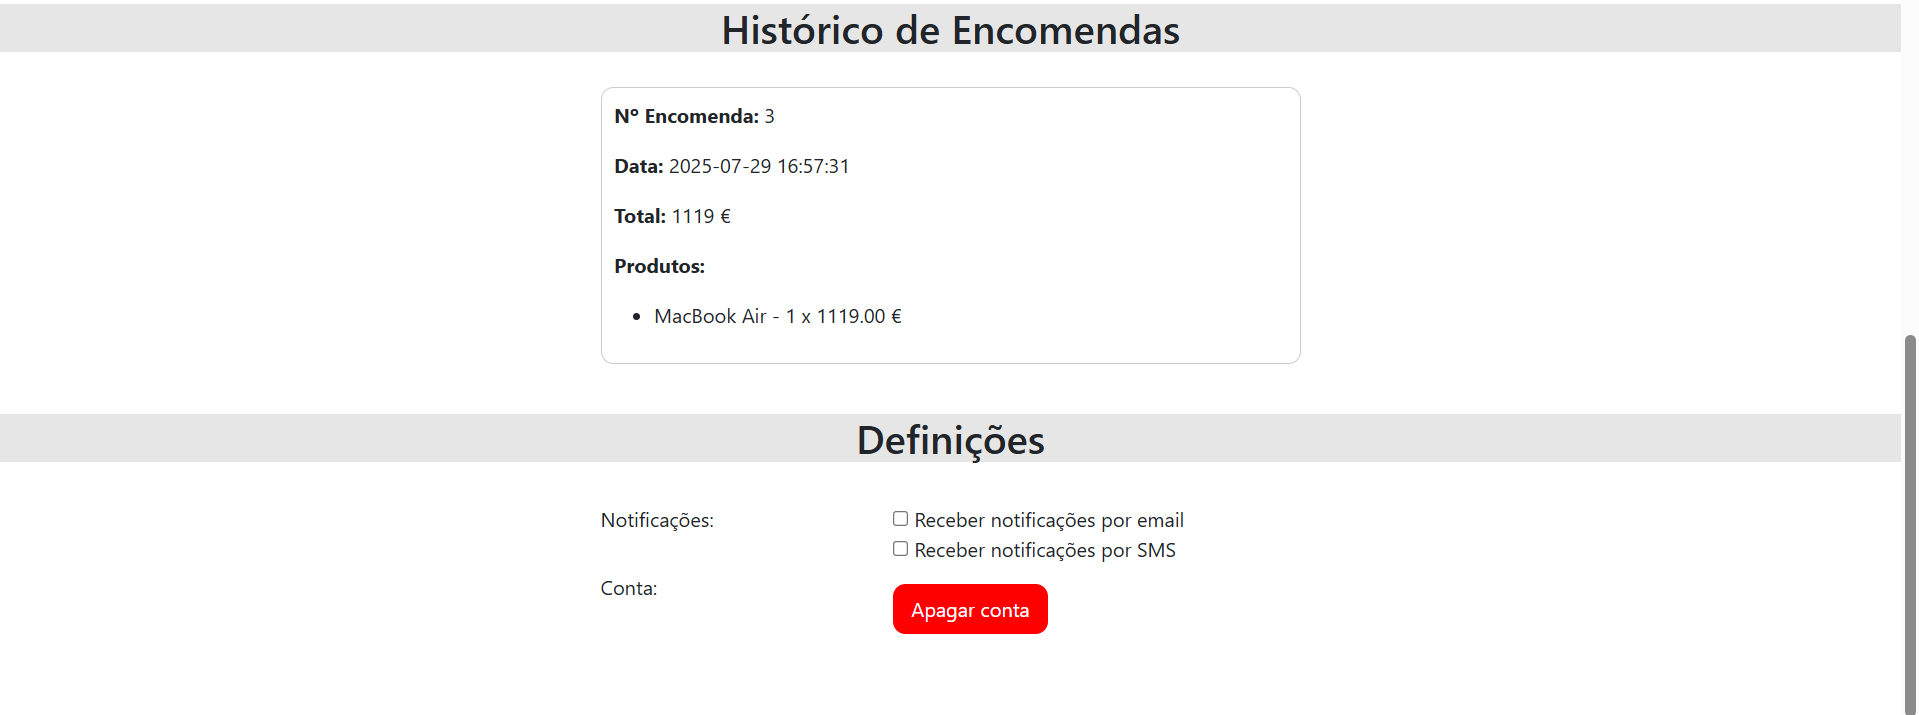 Histórico de Encomendas
Nº Encomenda: 3
Data: 2025-07-29 16:57:31
Total: 1119 €
Produtos:
MacBook Air - 1 x 1119.00 €
Definições
Notificações:
Receber notificações por email
Receber notificações por SMS
Conta:
Apagar conta